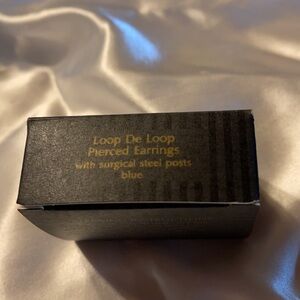 Loop De Loop
Pierced Earrings
with surgical steel posts
blue